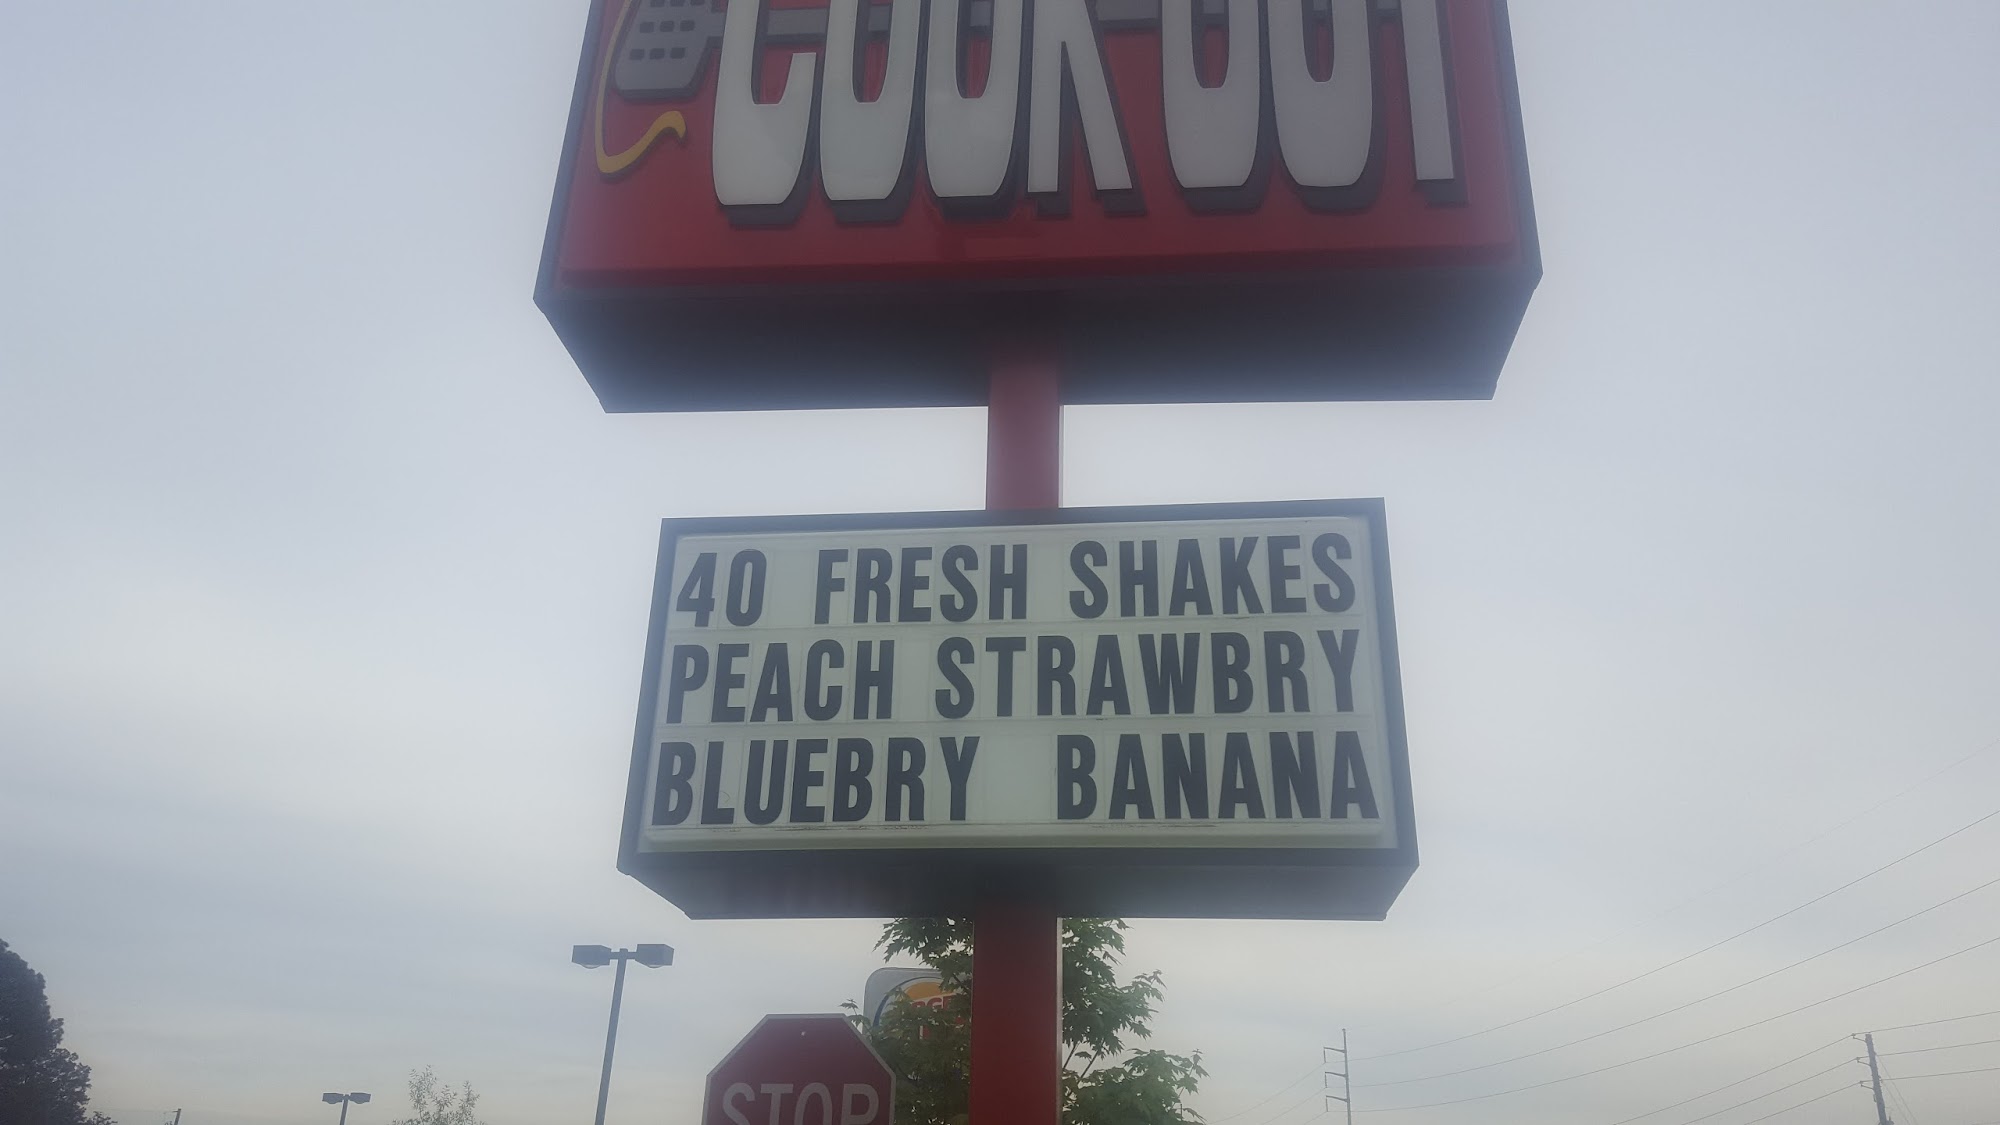 COOK OUT
40 FRESH SHAKES
PEACH STRAWBRY
BLUEBRY BANANA
STOP